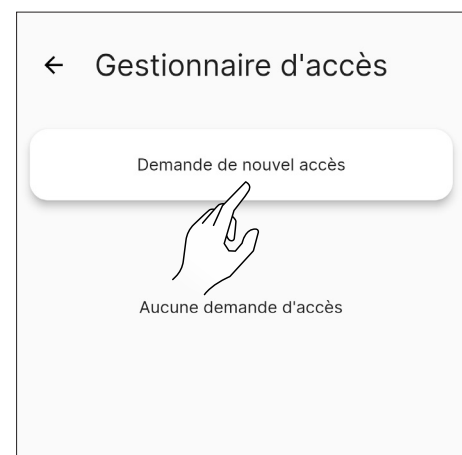 Gestionnaire d'accès
Demande de nouvel accès
Aucune demande d'accès